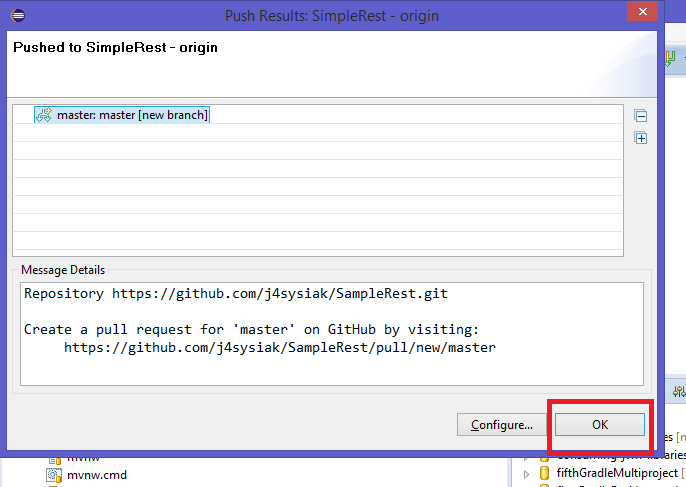 Push Results: SimpleRest - origin
Pushed to SimpleRest - origin
master: master [new branch]
Message Details
Repository https://github.com/j4sysiak/SampleRest.git
Create a pull request for 'master' on GitHub by visiting:
https://github.com/j4sysiak/SampleRest/pull/new/master
Configure...
OK
mvnw.cmd
fifthGradleMultiproject [